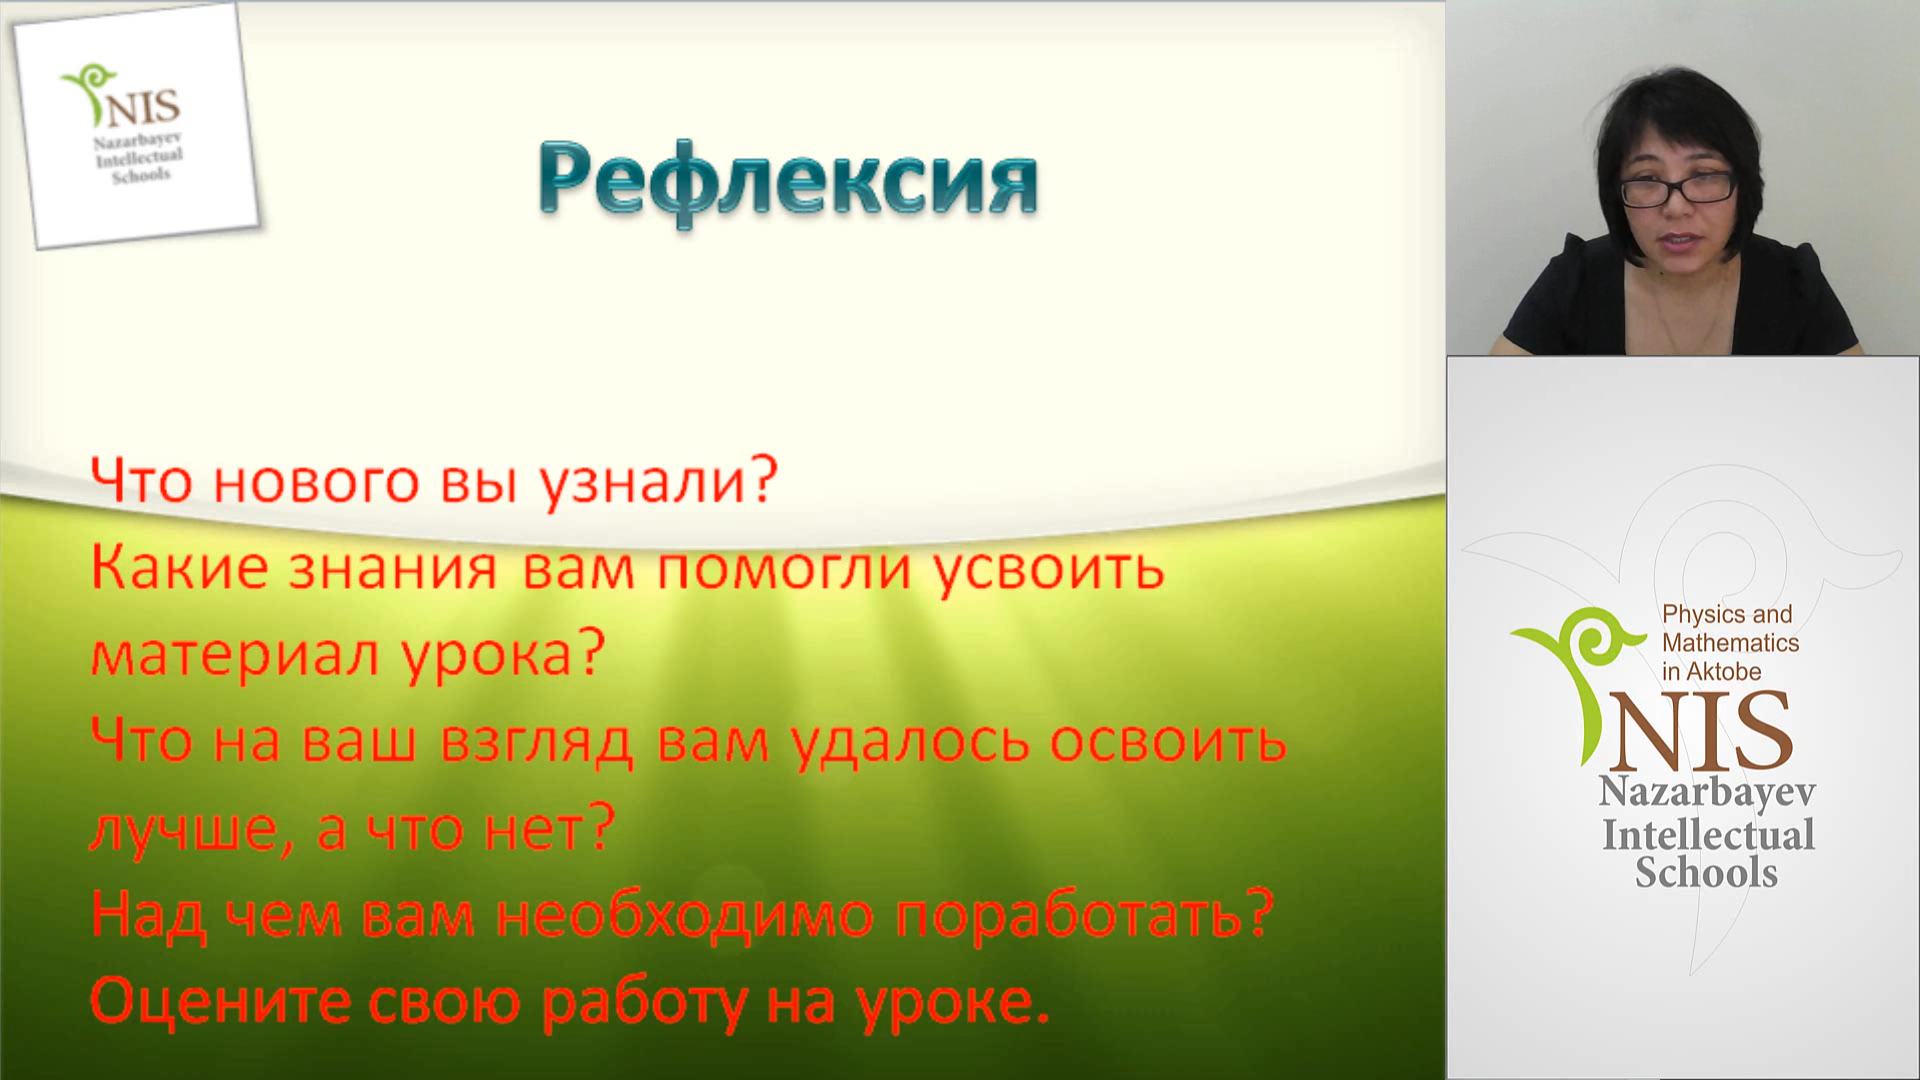 NIS
Nazarbayev
Intellectual
Schools
Рефлексия
Что нового вы узнали?
Какие знания вам помогли усвоить
материал урока?
Что на ваш взгляд вам удалось освоить
лучше, а что нет?
Над чем вам необходимо поработать?
Оцените свою работу на уроке.
Physics and
Mathematics
in Aktobe
NIS
Nazarbayev
Intellectual
Schools